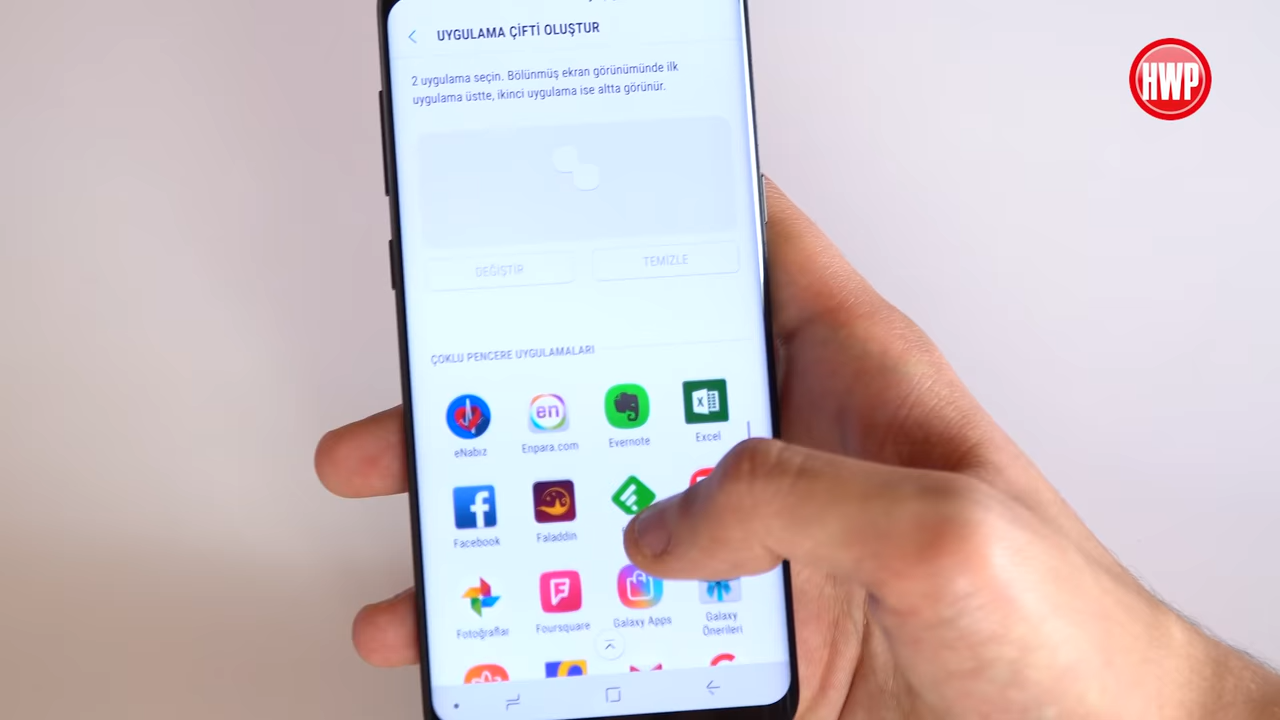 UYGULAMA ÇİFTİ OLUŞTUR
HWP
2 uygulama seçin. Bölünmüş ekran görünümünde ilk
uygulama üstte, ikinci uygulama ise altta görünür.
DEĞİŞTİR
TEMİZLE
ÇOKLU PENCERE UYGULAMALARI
en
eNabız
Enpara.com
Evernote
Excel
Facebook
Faladdin
Fotoğraflar
Foursquare
Galaxy Apps
Galaxy
Önerileri